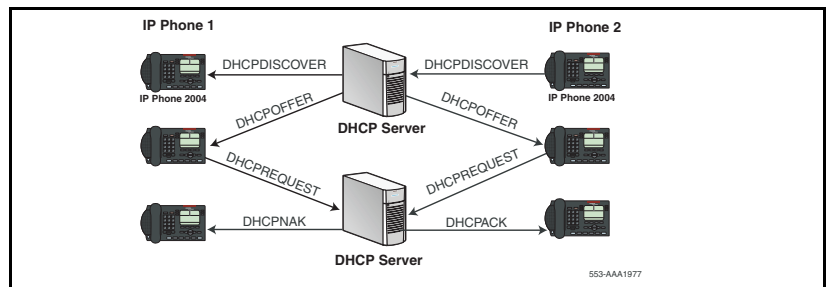 IP Phone 1
IP Phone 2
DHCPDISCOVER
DHCPDISCOVER
IP Phone 2004
IP Phone 2004
DHCPOFFER
DHCPOFFER
DHCP Server
DHCPREQUEST
DHCPREQUEST
DHCPNAK
DHCPACK
DHCP Server
553-AAA1977